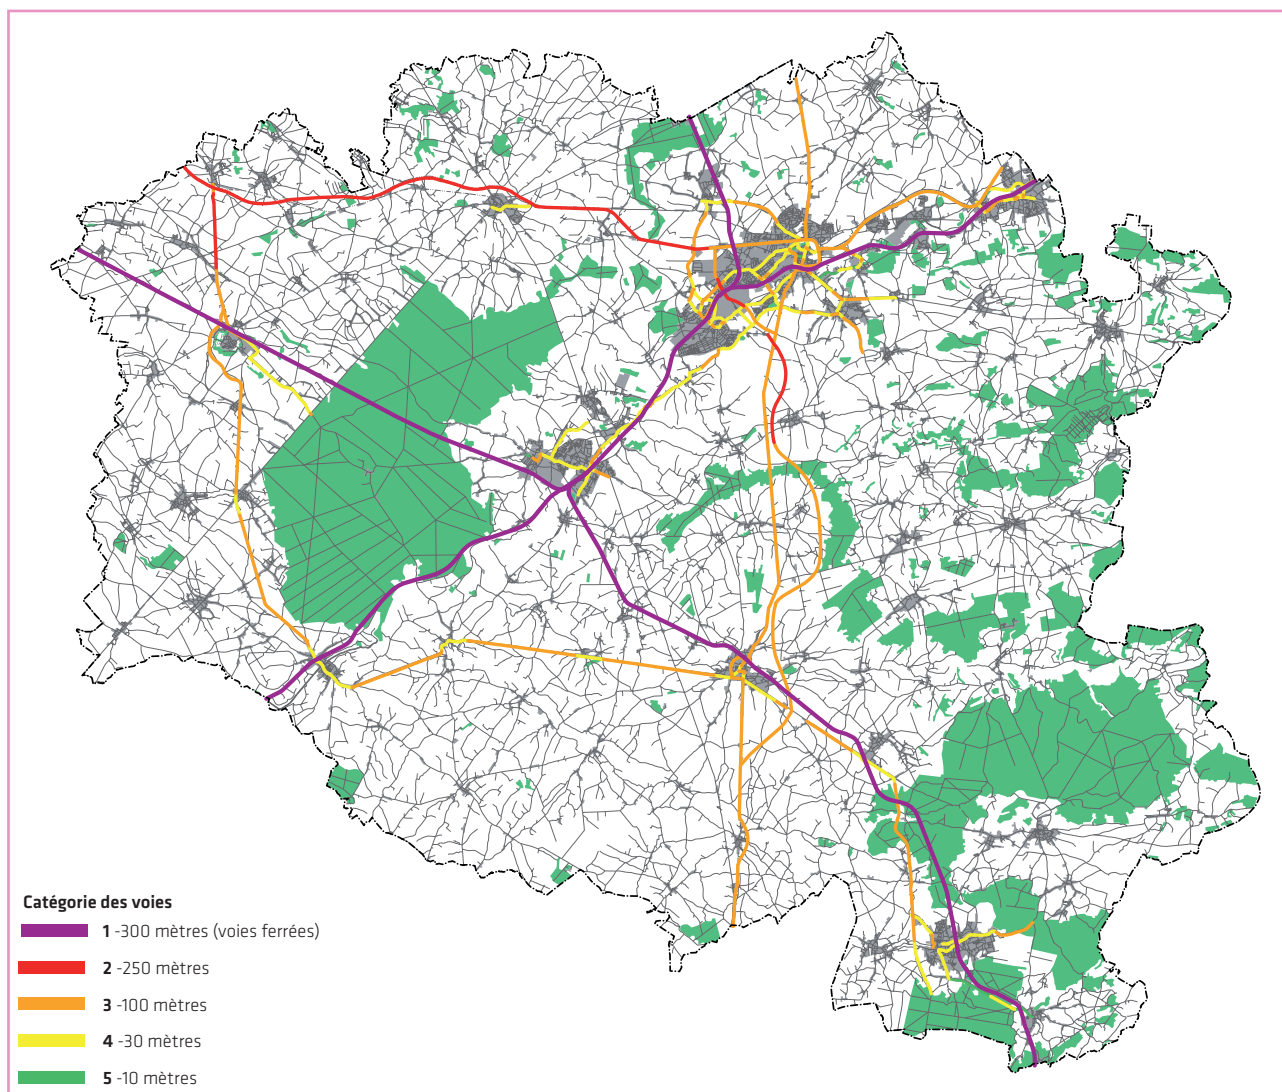 Catégorie des voies
1 -300 mètres (voies ferrées)
2 -250 mètres
3 -100 mètres
4 -30 mètres
5 -10 mètres